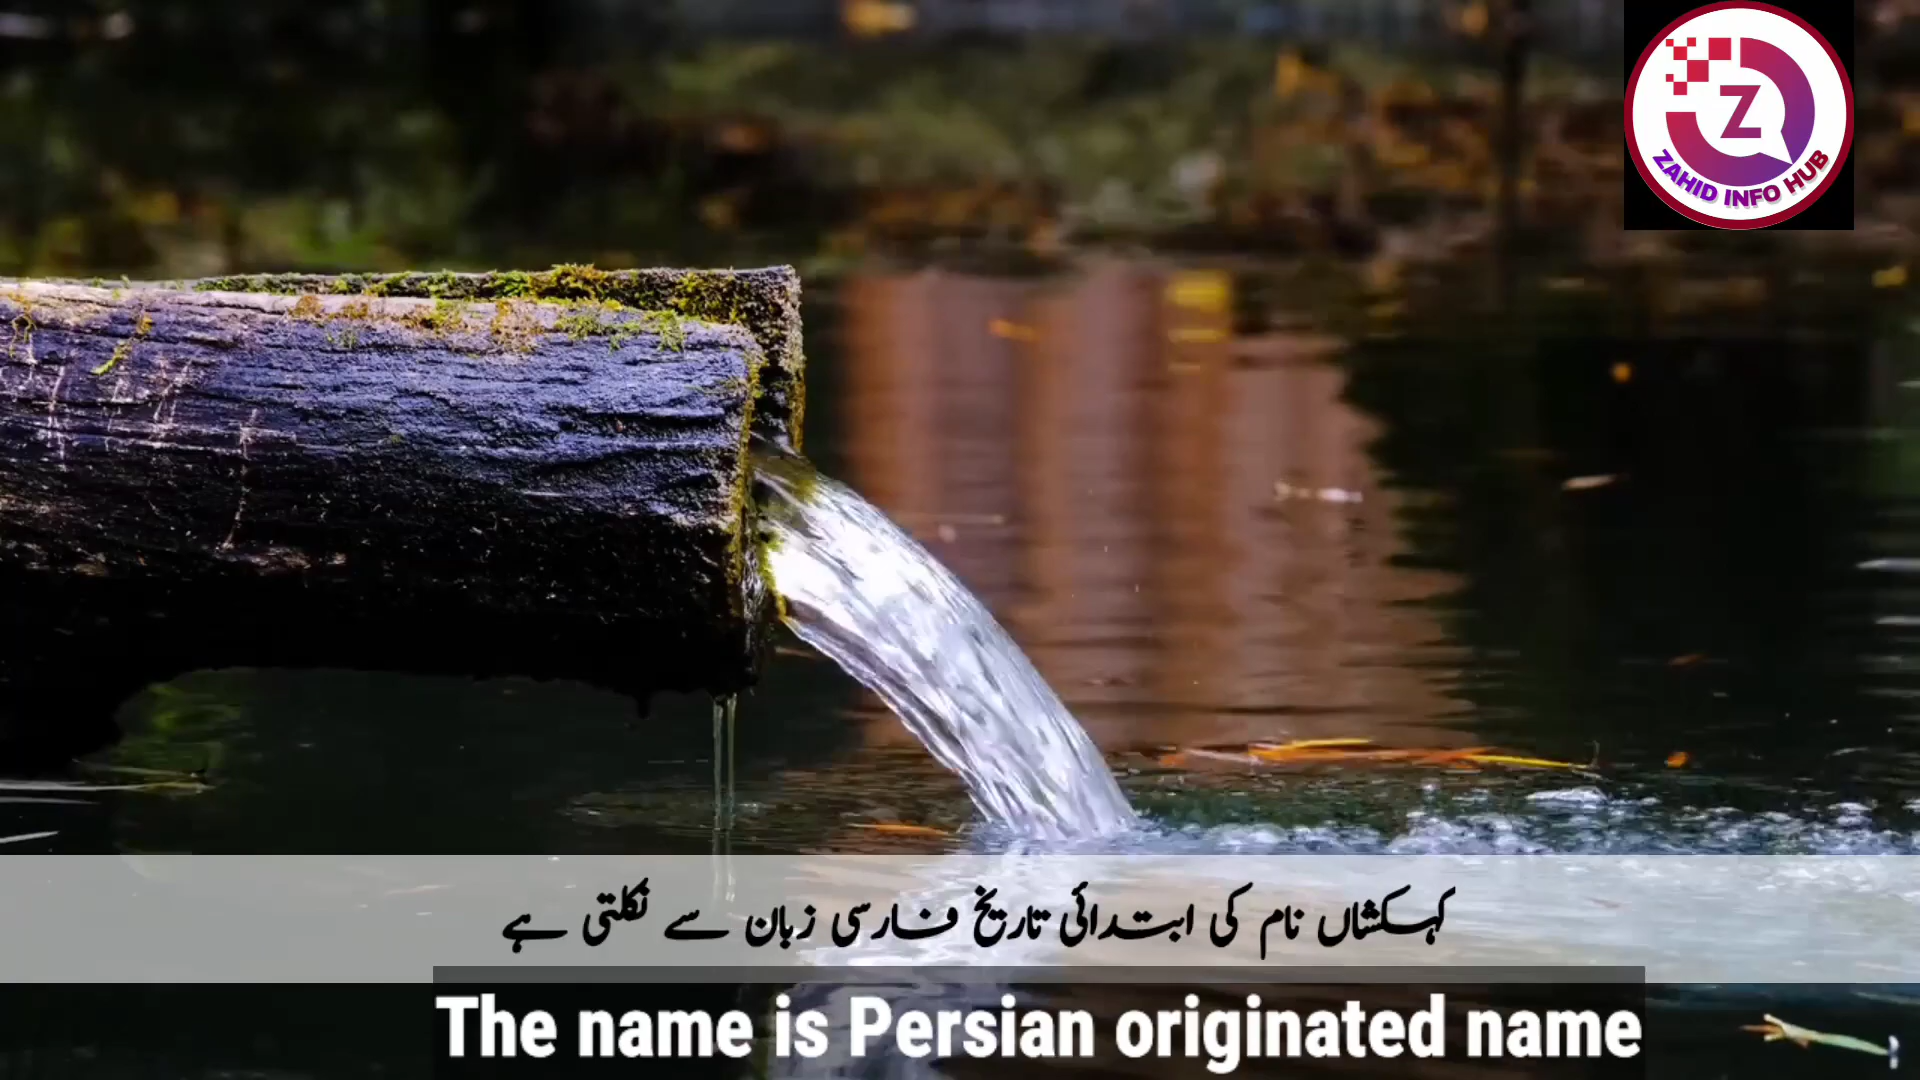 Z
ZAHID INFO HUB
کہکشاں نام کی ابتدائی تاریخ فارسی زبان سے نکلتی ہے
The name is Persian originated name